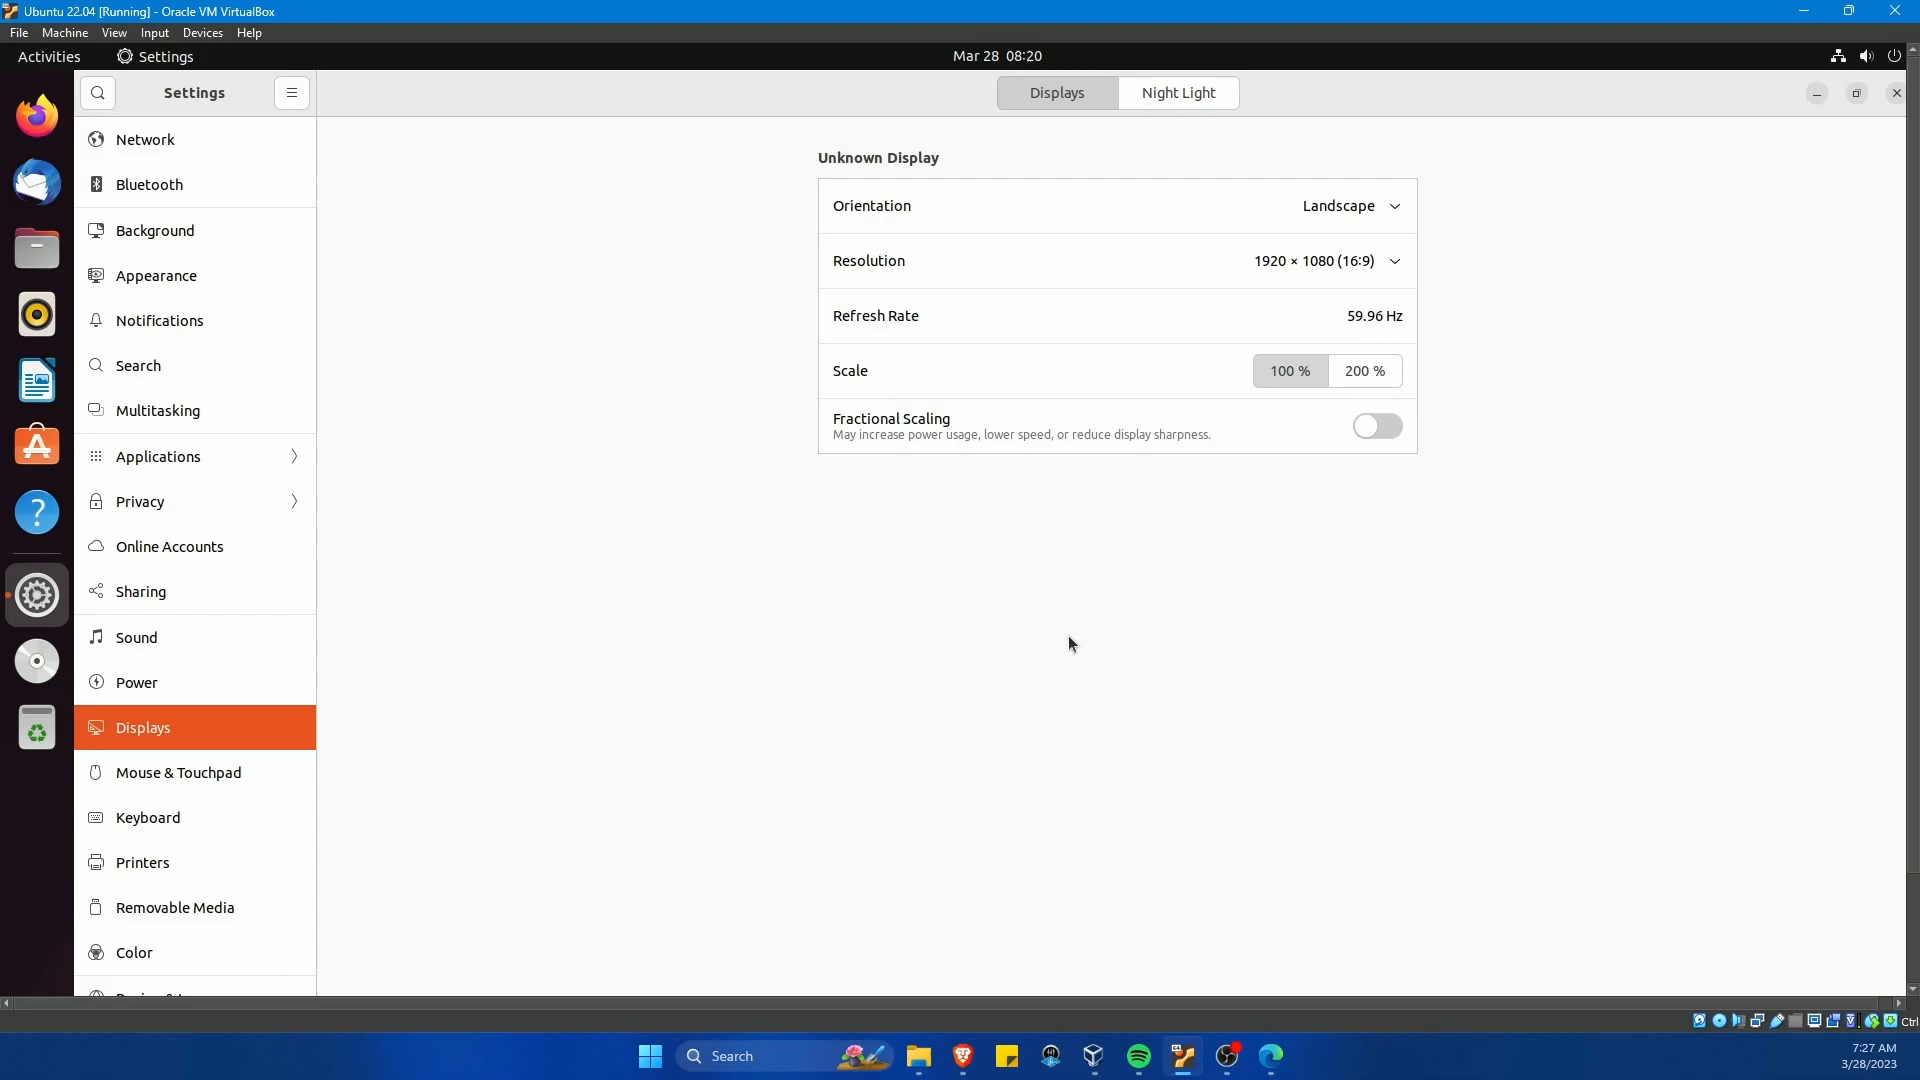 Ubuntu 22.04 [Running] - Oracle VM VirtualBox
File Machine View Input Devices Help
Activities Settings Mar 28 08:20
Settings Displays Night Light
Network
Bluetooth
Background
Appearance
Notifications
Search
Multitasking
Applications
Privacy
Online Accounts
Sharing
Sound
Power
Displays
Mouse & Touchpad
Keyboard
Printers
Removable Media
Color
Unknown Display
Orientation Landscape
Resolution 1920 × 1080 (16:9)
Refresh Rate 59.96 Hz
Scale 100 % 200 %
Fractional Scaling
May increase power usage, lower speed, or reduce display sharpness.
Ctrl
Search
7:27 AM
3/28/2023